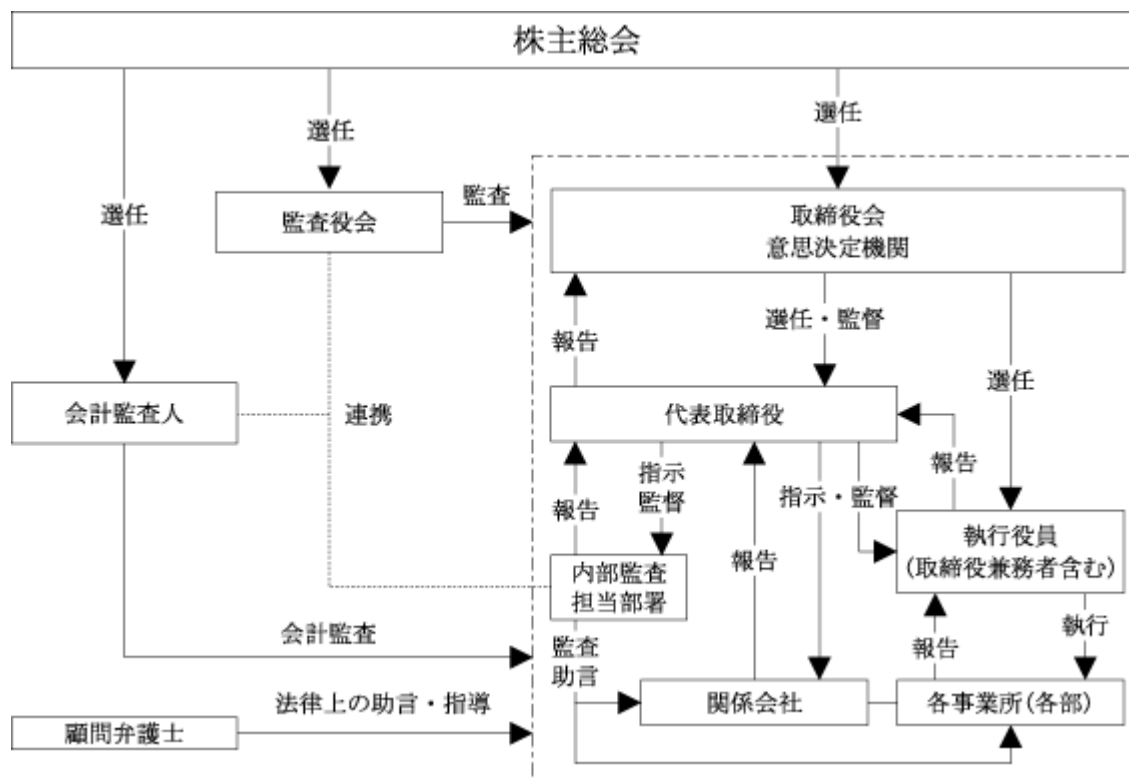 株主総会
選任
選任
選任
監査役会
監査
取締役会
意思決定機関
報告
選任・監督
選任
会計監査人
連携
代表取締役
報告
指示
監督
報告
指示・監督
報告
執行役員
(取締役兼務者含む)
内部監査
担当部署
会計監査
監査
助言
報告
執行
関係会社
各事業所(各部)
顧問弁護士
法律上の助言・指導